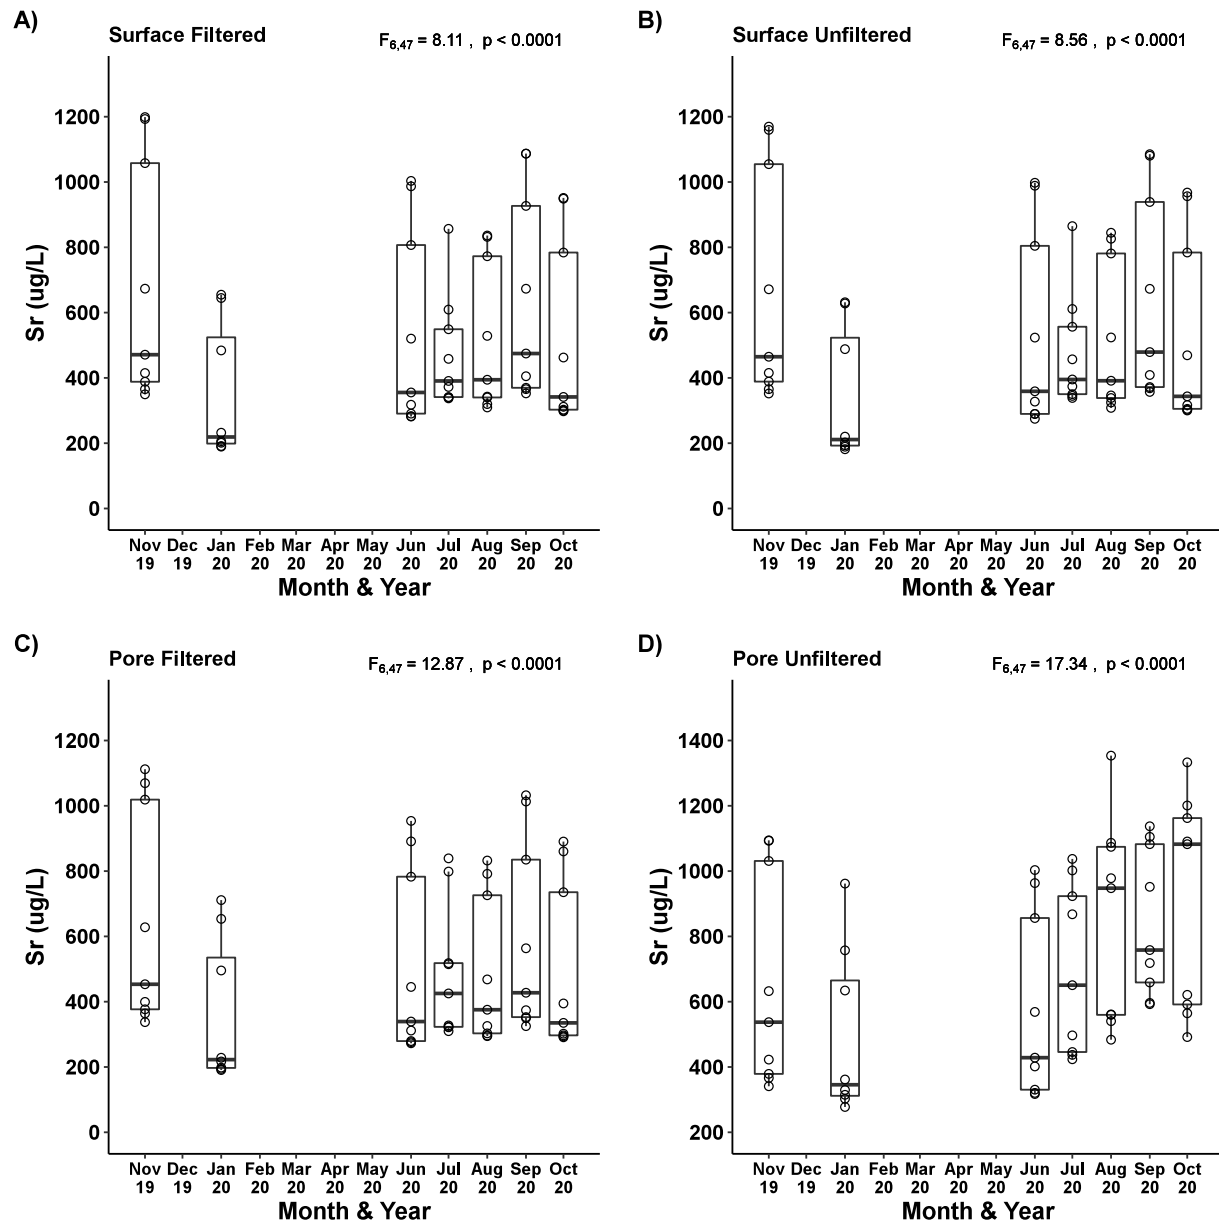 A)
Surface Filtered
F6,47 = 8.11 , p < 0.0001
Sr (ug/L)
1200
1000
800
600
400
200
0
Nov Dec Jan Feb Mar Apr May Jun Jul Aug Sep Oct
19 19 20 20 20 20 20 20 20 20 20 20
Month & Year
B)
Surface Unfiltered
F6,47 = 8.56 , p < 0.0001
Sr (ug/L)
1200
1000
800
600
400
200
0
Nov Dec Jan Feb Mar Apr May Jun Jul Aug Sep Oct
19 19 20 20 20 20 20 20 20 20 20 20
Month & Year
C)
Pore Filtered
F6,47 = 12.87 , p < 0.0001
Sr (ug/L)
1200
1000
800
600
400
200
0
Nov Dec Jan Feb Mar Apr May Jun Jul Aug Sep Oct
19 19 20 20 20 20 20 20 20 20 20 20
Month & Year
D)
Pore Unfiltered
F6,47 = 17.34 , p < 0.0001
Sr (ug/L)
1400
1200
1000
800
600
400
200
Nov Dec Jan Feb Mar Apr May Jun Jul Aug Sep Oct
19 19 20 20 20 20 20 20 20 20 20 20
Month & Year